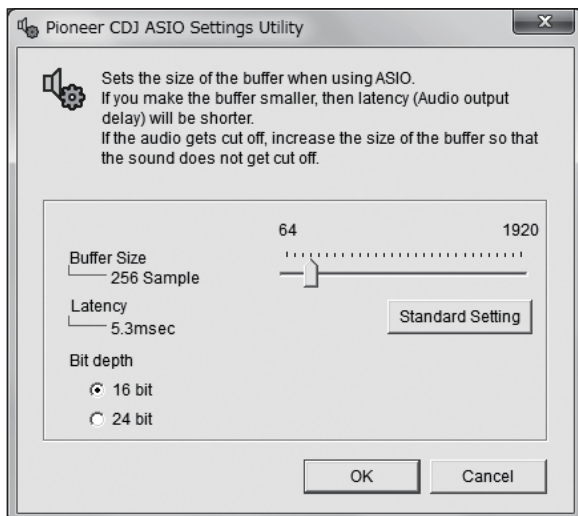 Pioneer CDJ ASIO Settings Utility
X
Sets the size of the buffer when using ASIO.
If you make the buffer smaller, then latency (Audio output
delay) will be shorter.
If the audio gets cut off, increase the size of the buffer so that
the sound does not get cut off.
64 1920
Buffer Size
256 Sample
Latency
5.3msec
Standard Setting
Bit depth
16 bit
24 bit
OK Cancel